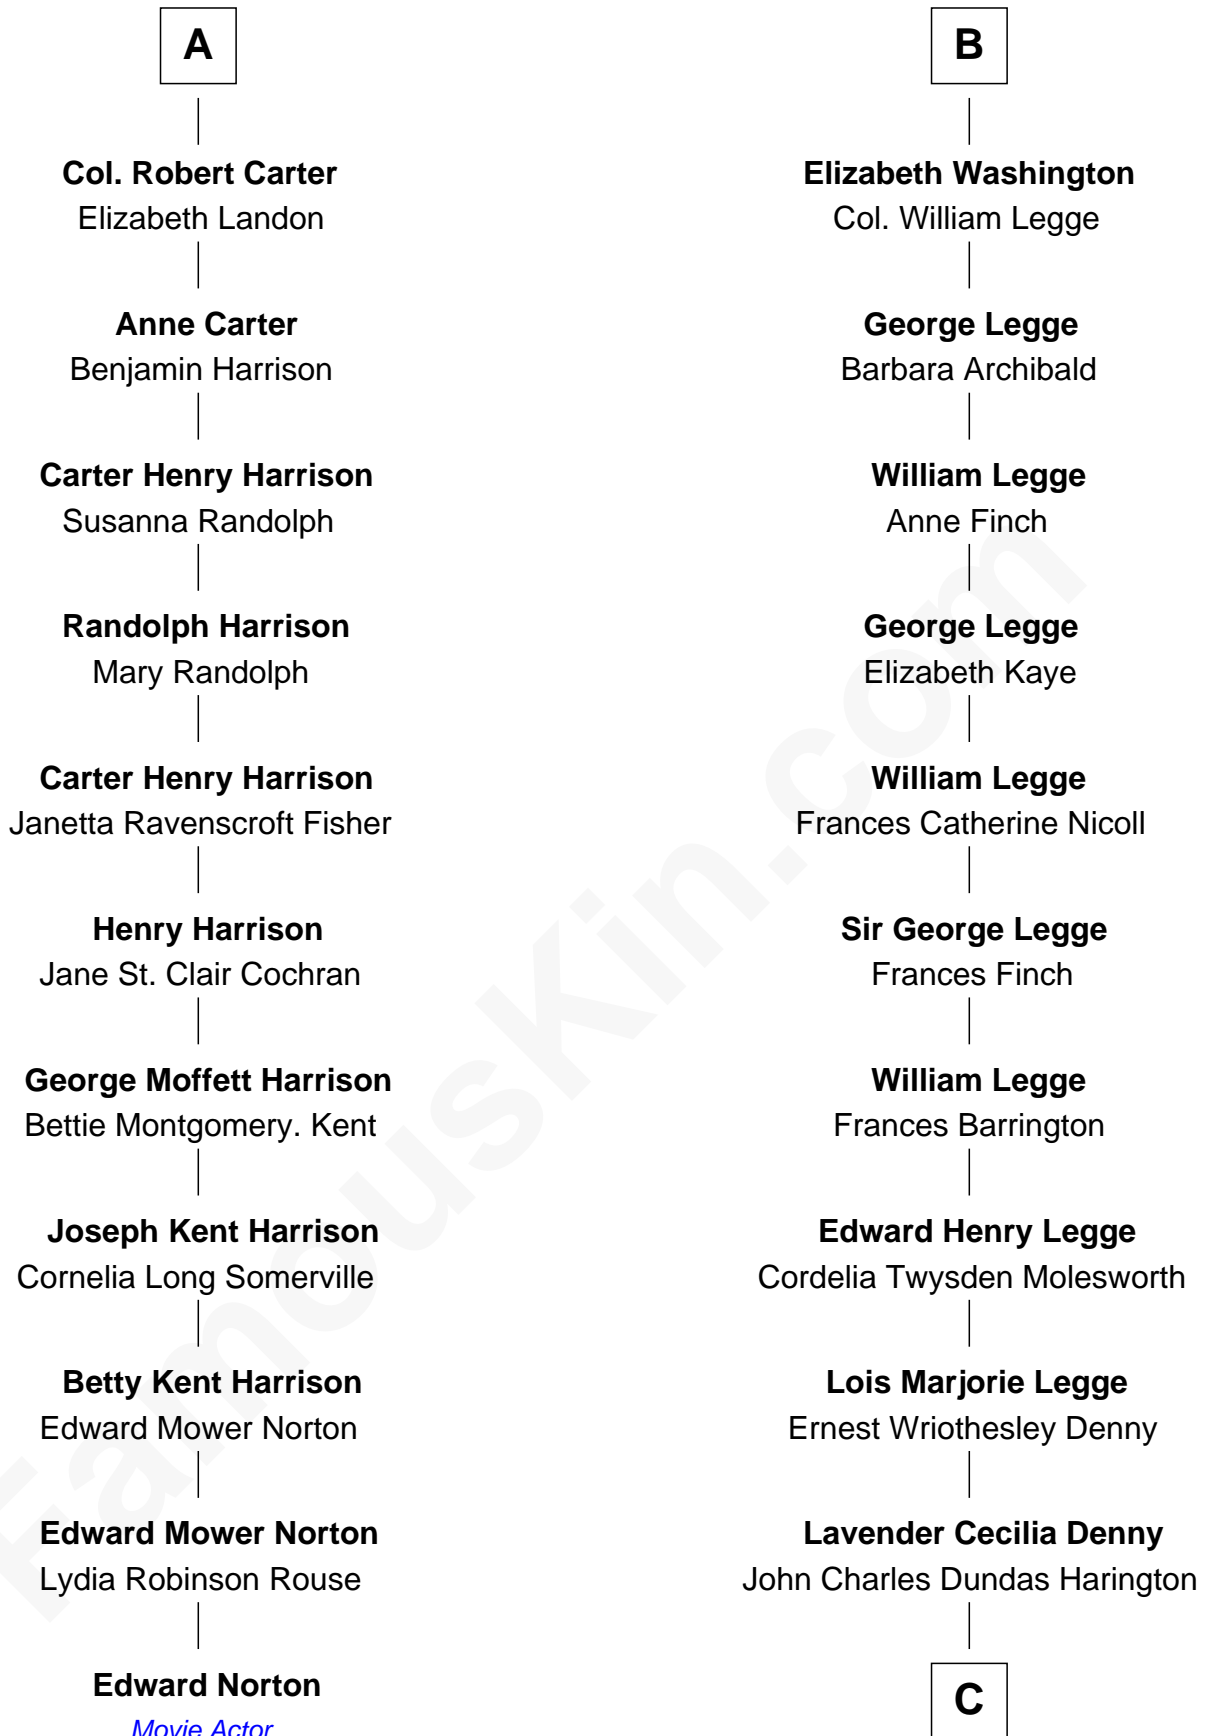 A
Col. Robert Carter
Elizabeth Landon
Anne Carter
Benjamin Harrison
Carter Henry Harrison
Susanna Randolph
Randolph Harrison
Mary Randolph
Carter Henry Harrison
Janetta Ravenscroft Fisher
Henry Harrison
Jane St. Clair Cochran
George Moffett Harrison
Bettie Montgomery. Kent
Joseph Kent Harrison
Cornelia Long Somerville
Betty Kent Harrison
Edward Mower Norton
Edward Mower Norton
Lydia Robinson Rouse
Edward Norton
Movie Actor
B
Elizabeth Washington
Col. William Legge
George Legge
Barbara Archibald
William Legge
Anne Finch
George Legge
Elizabeth Kaye
William Legge
Frances Catherine Nicoll
Sir George Legge
Frances Finch
William Legge
Frances Barrington
Edward Henry Legge
Cordelia Twysden Molesworth
Lois Marjorie Legge
Ernest Wriothesley Denny
Lavender Cecilia Denny
John Charles Dundas Harington
C
FamousKin.com